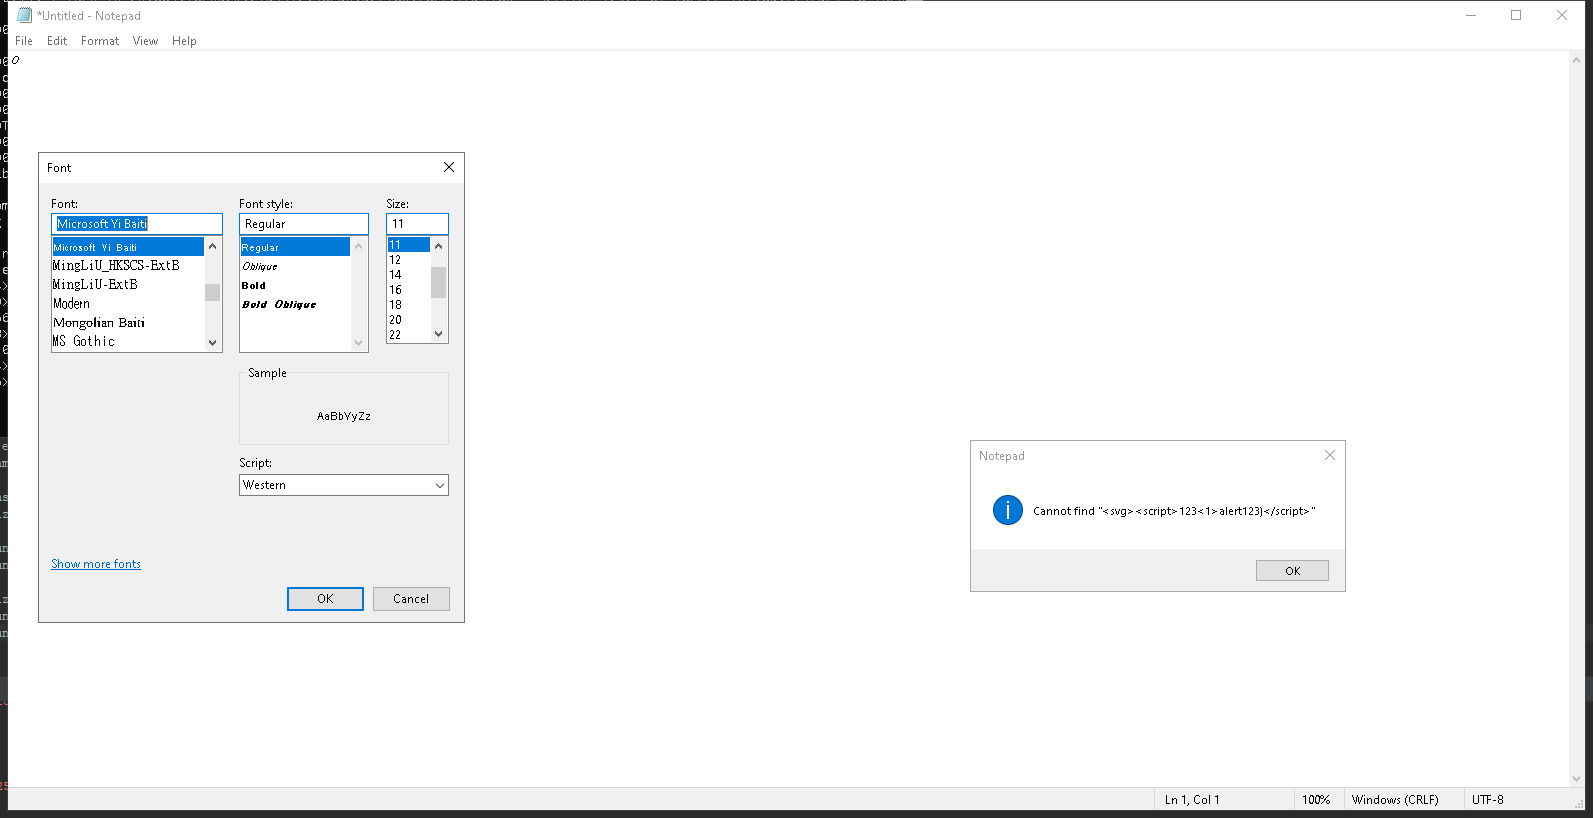 *Untitled - Notepad
File Edit Format View Help
O
Font
Font: Font style: Size:
Microsoft Yi Baiti Regular 11
Microsoft Yi Baiti
MingLiU_HKSCS-ExtB
MingLiU-ExtB
Modern
Mongolian Baiti
MS Gothic
Regular
Oblique
Bold
Bold Oblique
11
12
14
16
18
20
22
Sample
AaBbYyZz
Script:
Western
Show more fonts
OK Cancel
Notepad
Cannot find "<svg><script>123<1>alert123)</script>"
OK
Ln 1, Col 1 100% Windows (CRLF) UTF-8